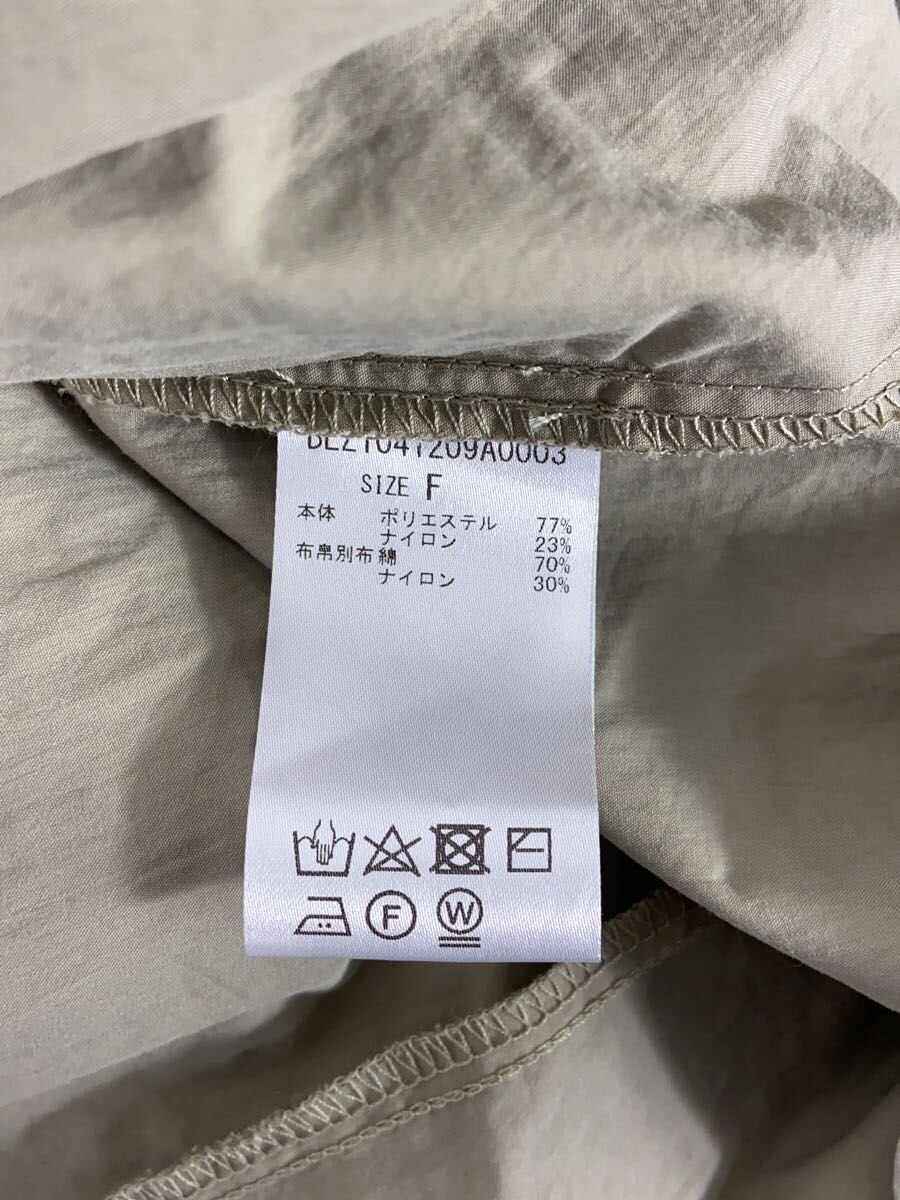 SIZE F
本体 ポリエステル 77%
ナイロン 23%
布帛別布 綿 70%
ナイロン 30%
F W